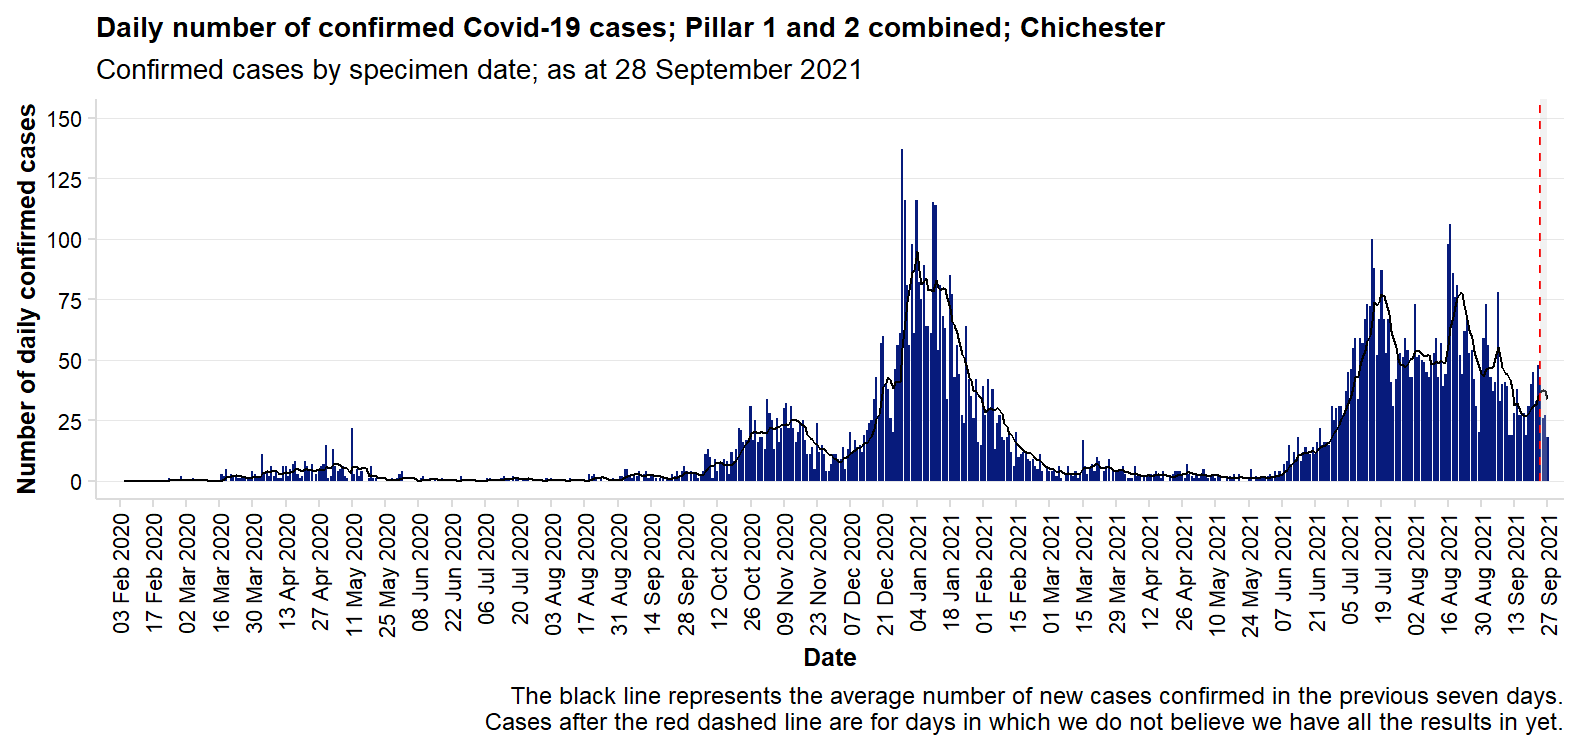 Daily number of confirmed Covid-19 cases; Pillar 1 and 2 combined; Chichester
Confirmed cases by specimen date; as at 28 September 2021
Number of daily confirmed cases
150
125
100
75
50
25
0
03 Feb 2020
17 Feb 2020
02 Mar 2020
16 Mar 2020
30 Mar 2020
13 Apr 2020
27 Apr 2020
11 May 2020
25 May 2020
08 Jun 2020
22 Jun 2020
06 Jul 2020
20 Jul 2020
03 Aug 2020
17 Aug 2020
31 Aug 2020
14 Sep 2020
28 Sep 2020
12 Oct 2020
26 Oct 2020
09 Nov 2020
23 Nov 2020
07 Dec 2020
21 Dec 2020
04 Jan 2021
18 Jan 2021
01 Feb 2021
15 Feb 2021
01 Mar 2021
15 Mar 2021
29 Mar 2021
12 Apr 2021
26 Apr 2021
10 May 2021
24 May 2021
07 Jun 2021
21 Jun 2021
05 Jul 2021
19 Jul 2021
02 Aug 2021
16 Aug 2021
30 Aug 2021
13 Sep 2021
27 Sep 2021
Date
The black line represents the average number of new cases confirmed in the previous seven days.
Cases after the red dashed line are for days in which we do not believe we have all the results in yet.